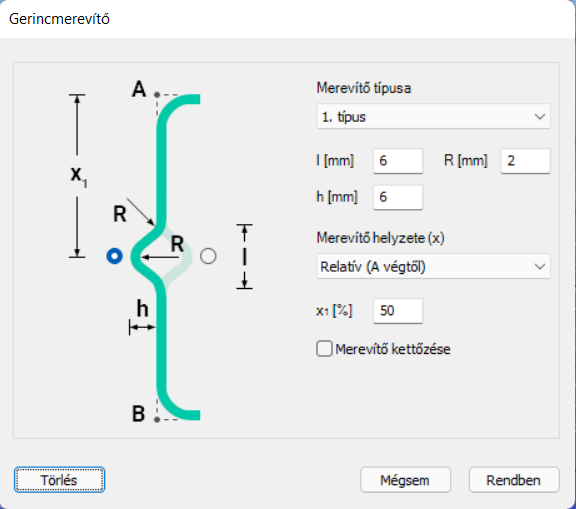 Gerincmerevítő
A
x1
R
R
l
h
B
Merevítő típusa
1. típus
l [mm] 6 R [mm] 2
h [mm] 6
Merevítő helyzete (x)
Relatív (A végtől)
x1 [%] 50
Merevítő kettőzése
Törlés Mégsem Rendben